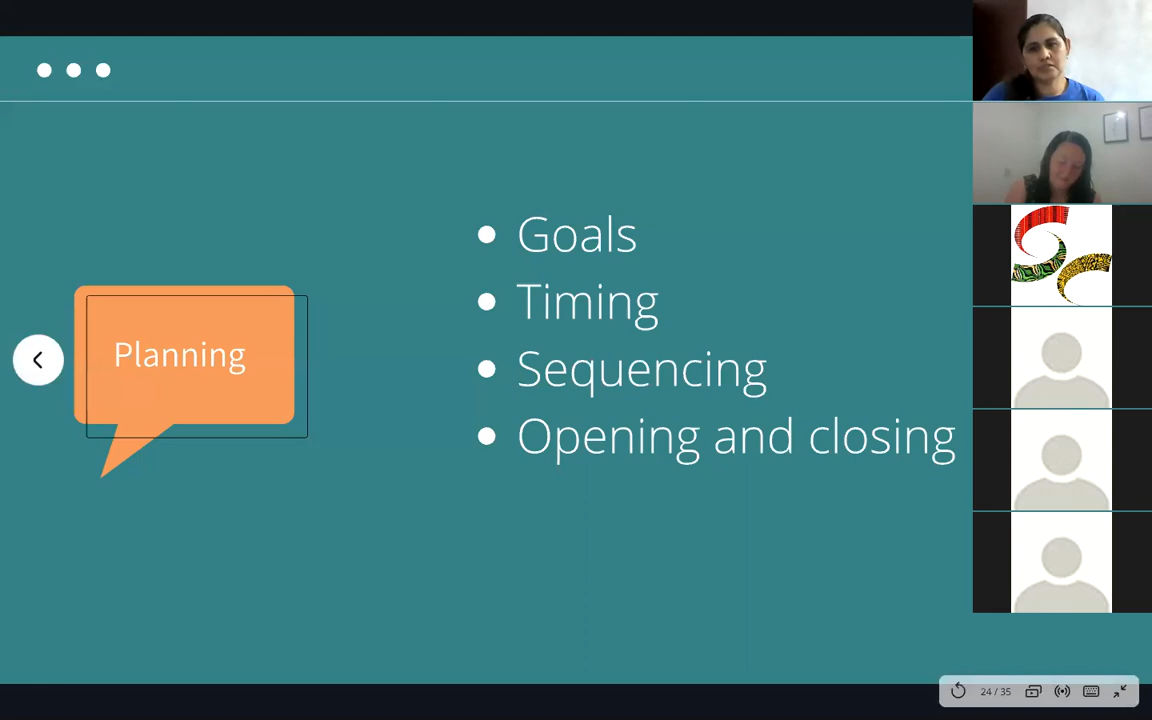 Planning
Goals
Timing
Sequencing
Opening and closing
24 / 35